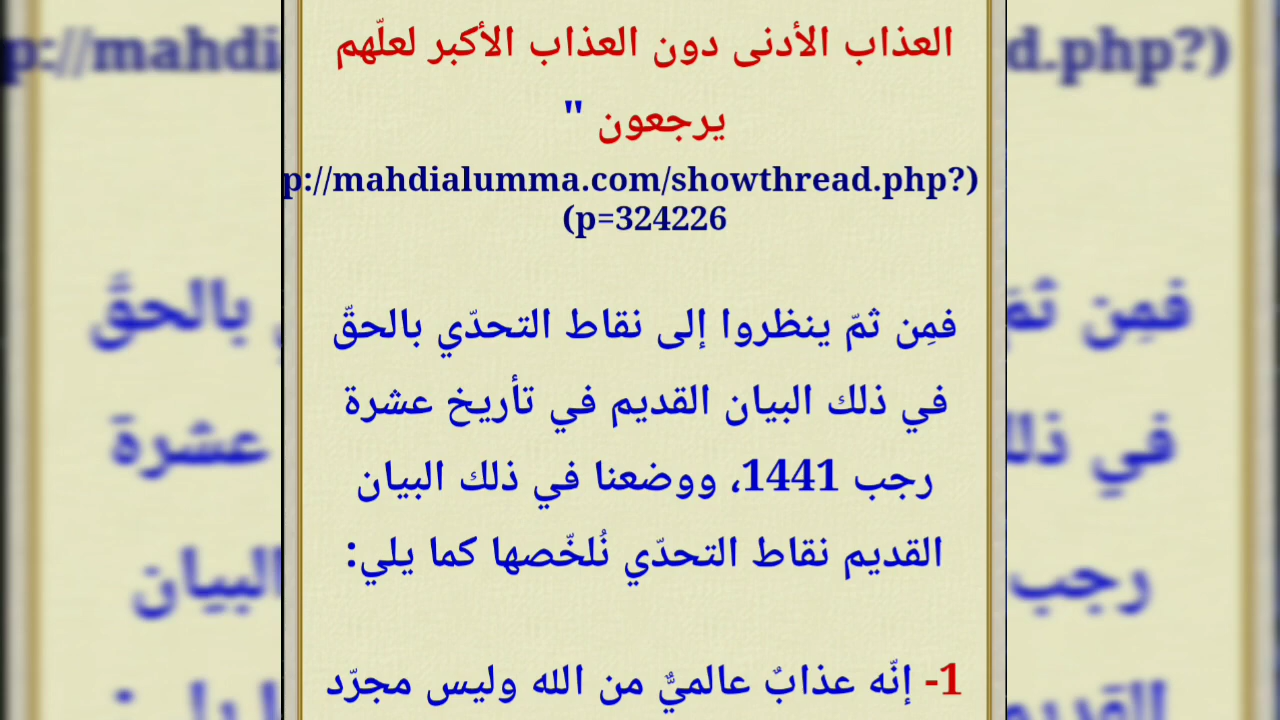 العذاب الأدنى دون العذاب الأكبر لعلّهم
يرجعون "
p://mahdialumma.com/showthread.php?)
(p=324226
فمِن ثمّ ينظروا إلى نقاط التحدّي بالحقّ
في ذلك البيان القديم في تأريخ عشرة
رجب 1441، ووضعنا في ذلك البيان
القديم نقاط التحدّي نُلخّصها كما يلي:
1- إنّه عذابٌ عالميٌّ من الله وليس مجرّد